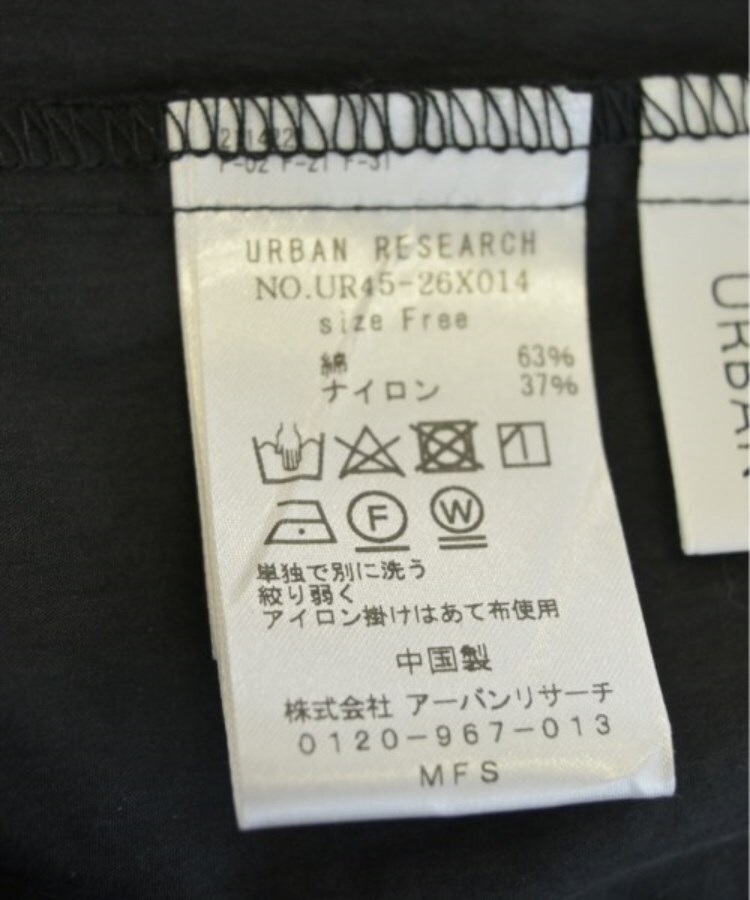 F-02 F-21 F-31
URBAN RESEARCH
NO.UR45-26X014
size Free
綿 63%
ナイロン 37%
F W
単独で別に洗う
絞り弱く
アイロン掛けはあて布使用
中国製
株式会社 アーバンリサーチ
0120-967-013
MFS
URBAN